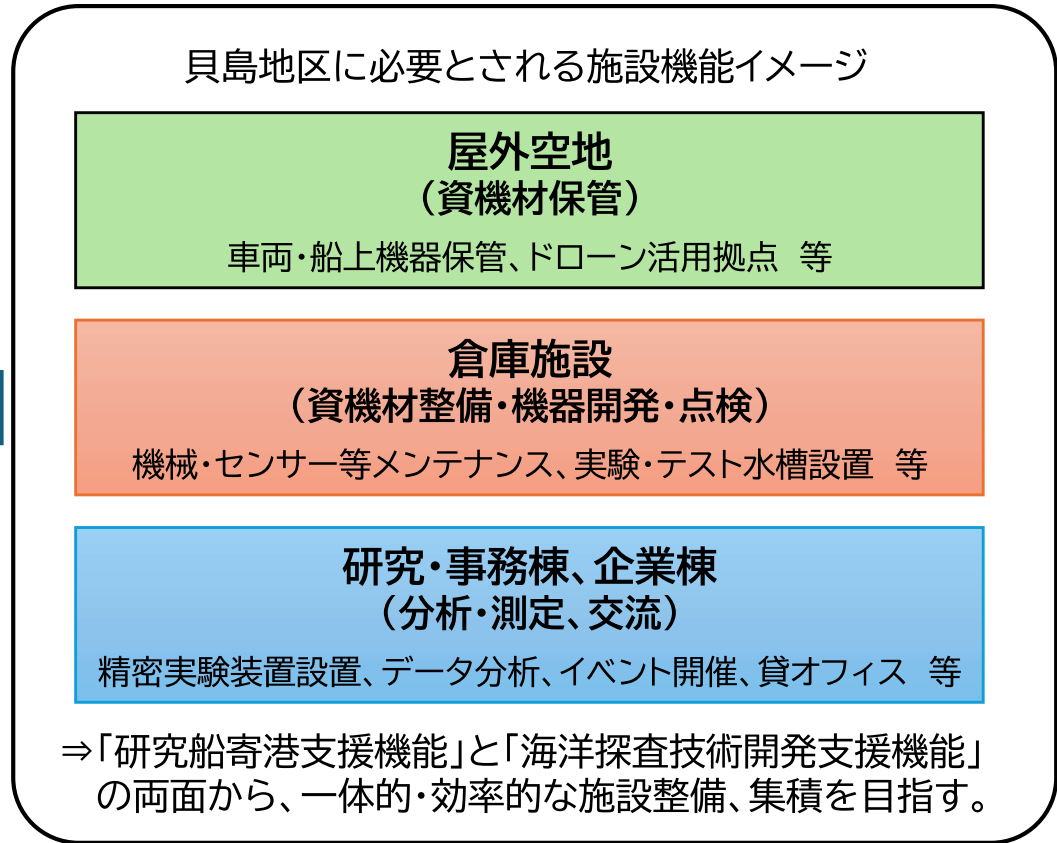 貝島地区に必要とされる施設機能イメージ
屋外空地
（資機材保管）
車両・船上機器保管、ドローン活用拠点　等
倉庫施設
（資機材整備・機器開発・点検）
機械・センサー等メンテナンス、実験・テスト水槽設置　等
研究・事務棟、企業棟
（分析・測定、交流）
精密実験装置設置、データ分析、イベント開催、貸オフィス　等
⇒「研究船寄港支援機能」と「海洋探査技術開発支援機能」
の両面から、一体的・効率的な施設整備、集積を目指す。